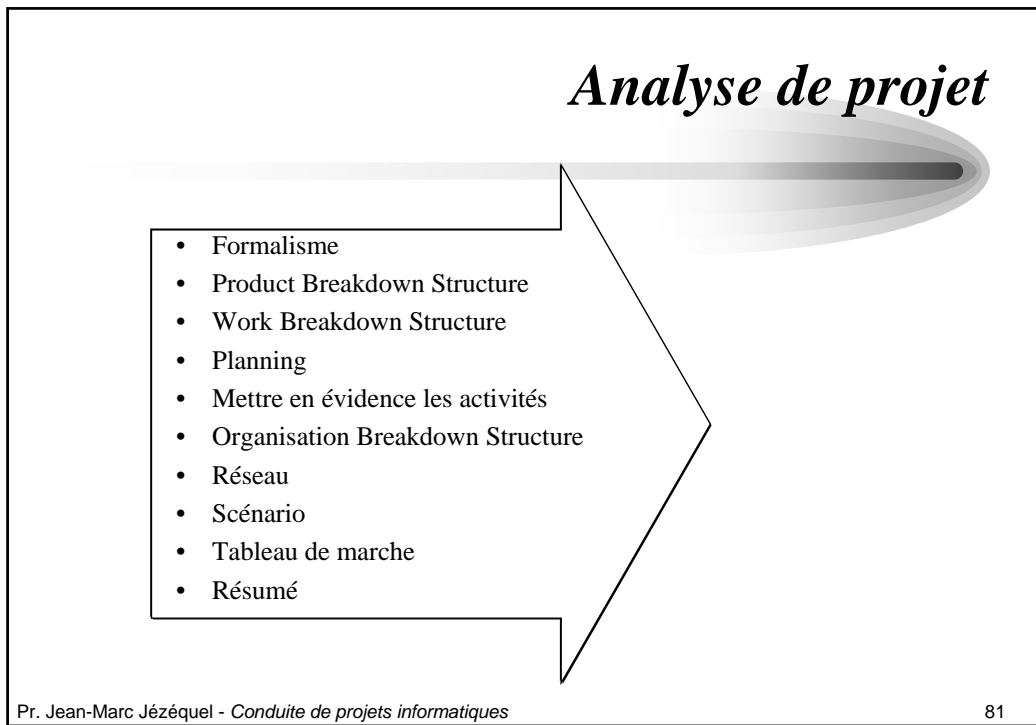 Analyse de projet
• Formalisme
• Product Breakdown Structure
• Work Breakdown Structure
• Planning
• Mettre en évidence les activités
• Organisation Breakdown Structure
• Réseau
• Scénario
• Tableau de marche
• Résumé
Pr. Jean-Marc Jézéquel - Conduite de projets informatiques 81